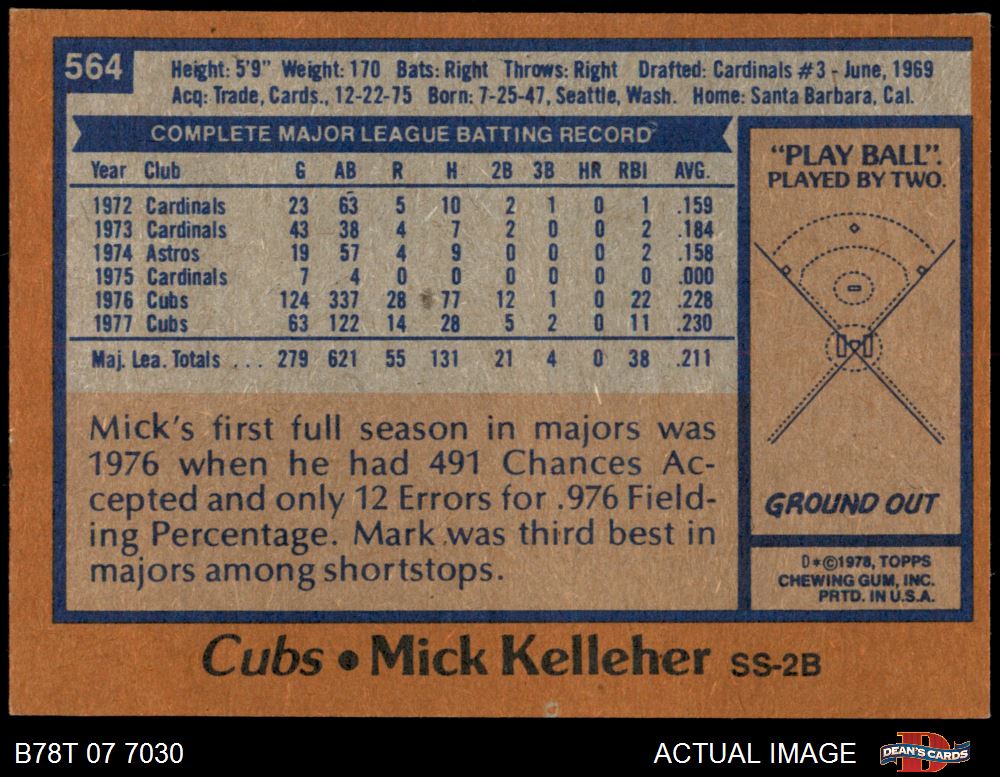 564
Height: 5'9" Weight: 170 Bats: Right Throws: Right Drafted: Cardinals #3 - June, 1969
Acq: Trade, Cards., 12-22-75 Born: 7-25-47, Seattle, Wash. Home: Santa Barbara, Cal.
COMPLETE MAJOR LEAGUE BATTING RECORD
Year Club G AB R H 2B 3B HR RBI AVG.
1972 Cardinals 23 63 5 10 2 1 0 1 .159
1973 Cardinals 43 38 4 7 2 0 0 2 .184
1974 Astros 19 57 4 9 0 0 0 2 .158
1975 Cardinals 7 4 0 0 0 0 0 0 .000
1976 Cubs 124 337 28 77 12 1 0 22 .228
1977 Cubs 63 122 14 28 5 2 0 11 .230
Maj. Lea. Totals . . . 279 621 55 131 21 4 0 38 .211
Mick's first full season in majors was
1976 when he had 491 Chances Ac-
cepted and only 12 Errors for .976 Field-
ing Percentage. Mark was third best in
majors among shortstops.
"PLAY BALL".
PLAYED BY TWO.
GROUND OUT
D*©1978, TOPPS
CHEWING GUM, INC.
PRTD. IN U.S.A.
Cubs • Mick Kelleher SS-2B
B78T 07 7030
ACTUAL IMAGE
DEAN'S CARDS